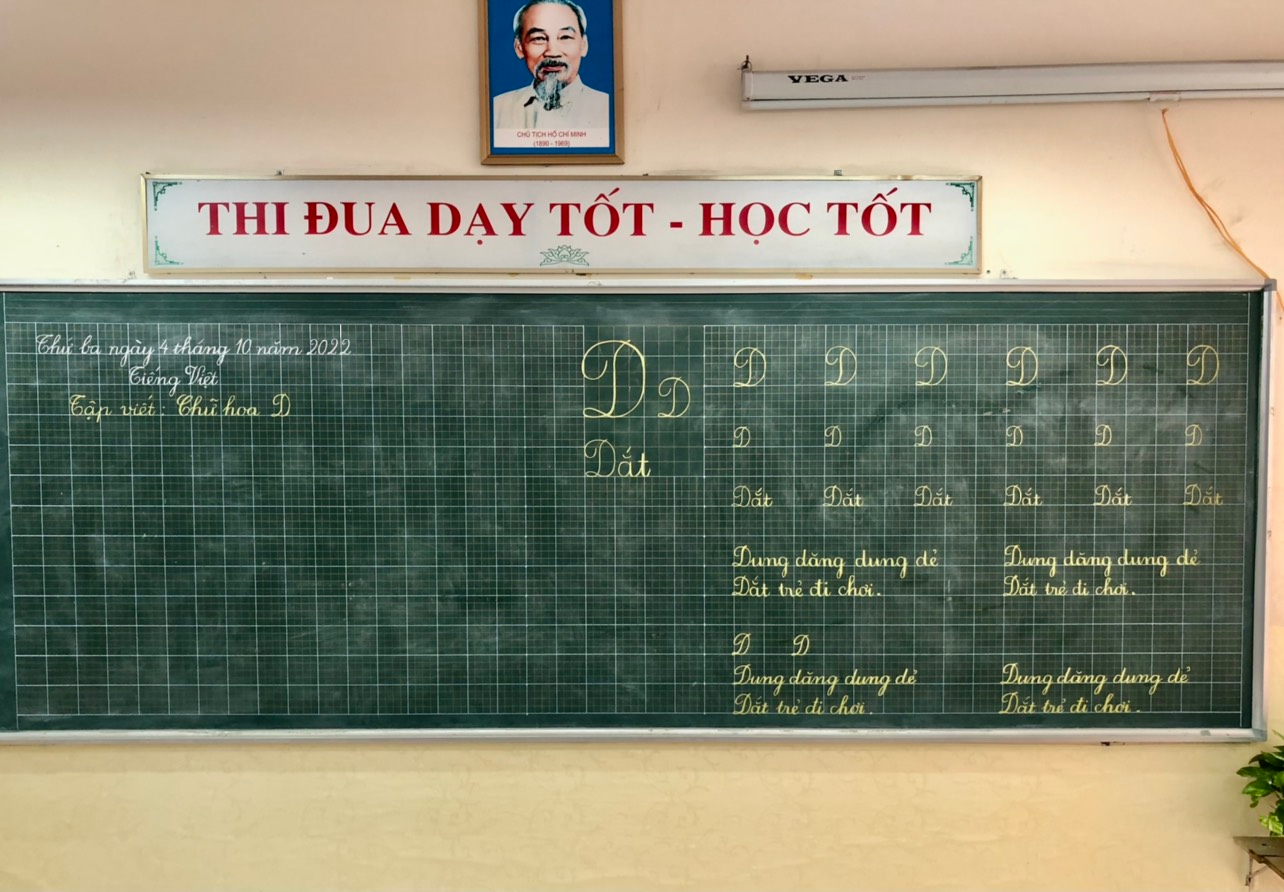 CHỦ TỊCH HỒ CHÍ MINH
(1890 - 1969)
VEGA
THI ĐUA DẠY TỐT - HỌC TỐT
Thứ ba ngày 4 tháng 10 năm 2022
Tiếng Việt
Tập viết: Chữ hoa D
D D
Dắt
D D D D D D
D D D D D D
Dắt Dắt Dắt Dắt Dắt Dắt
Dung dăng dung dẻ Dung dăng dung dẻ
Dắt trẻ đi chơi. Dắt trẻ đi chơi.
D D
Dung dăng dung dẻ Dung dăng dung dẻ
Dắt trẻ đi chơi. Dắt trẻ đi chơi.